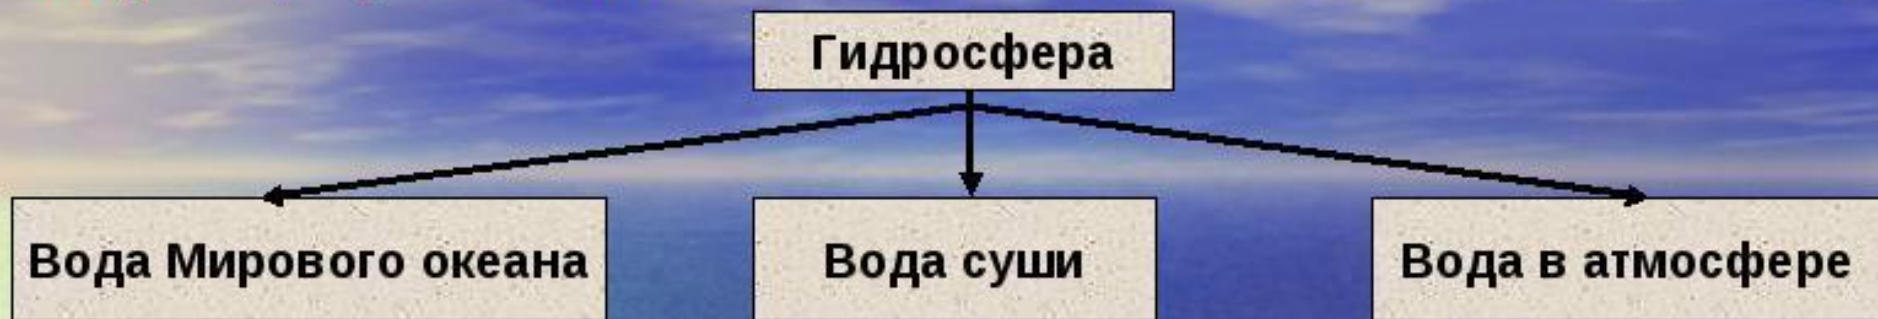 Гидросфера
Вода Мирового океана
Вода суши
Вода в атмосфере